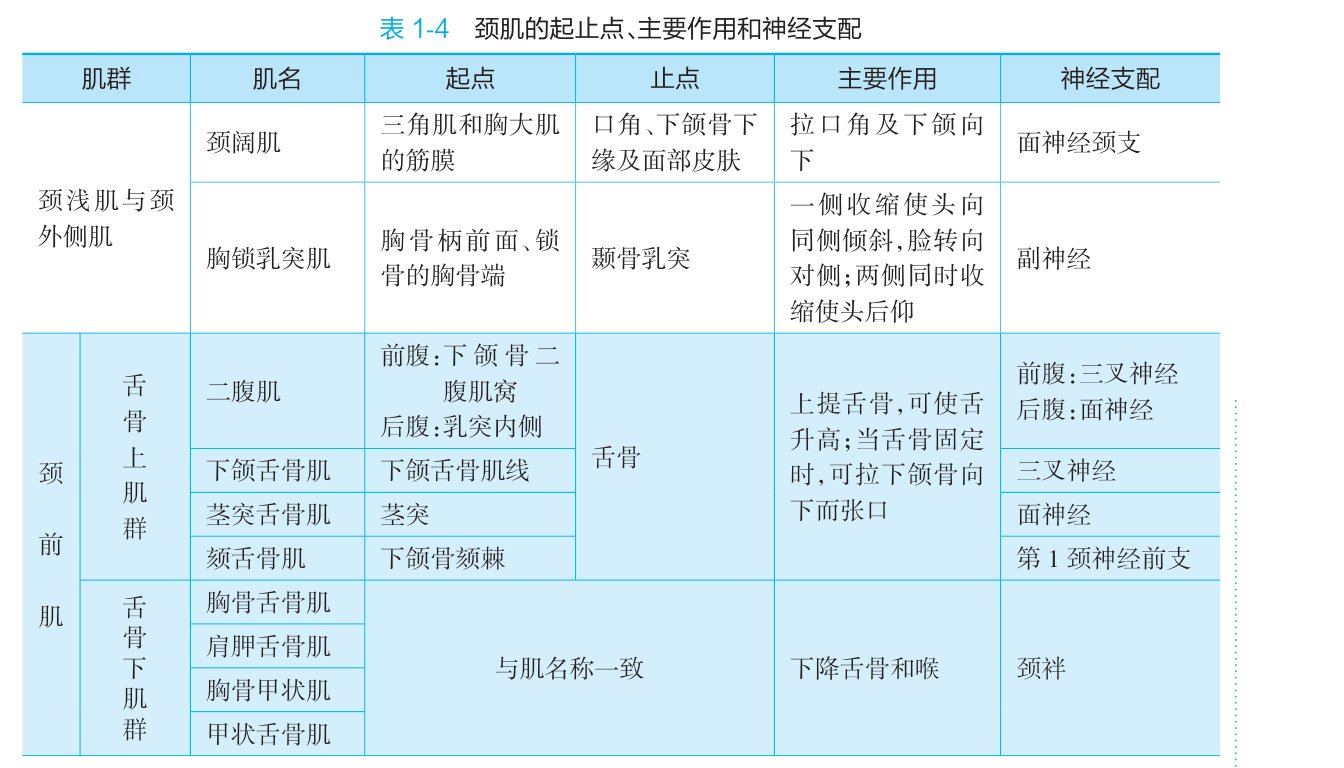 表 1-4 颈肌的起止点、主要作用和神经支配
肌群 肌名 起点 止点 主要作用 神经支配
颈浅肌与颈
外侧肌
颈阔肌
三角肌和胸大肌
的筋膜
口角、下颌骨下
缘及面部皮肤
拉口角及下颌向
下
面神经颈支
胸锁乳突肌
胸骨柄前面、锁
骨的胸骨端
颞骨乳突
一侧收缩使头向
同侧倾斜,脸转向
对侧;两侧同时收
缩使头后仰
副神经
颈前肌
舌骨上肌群
二腹肌
前腹:下颌骨二
腹肌窝
后腹:乳突内侧
舌骨
上提舌骨,可使舌
升高;当舌骨固定
时,可拉下颌骨向
下而张口
前腹:三叉神经
后腹:面神经
下颌舌骨肌 下颌舌骨肌线 三叉神经
茎突舌骨肌 茎突 面神经
颏舌骨肌 下颌骨颏棘 第 1 颈神经前支
舌骨下肌群
胸骨舌骨肌
肩胛舌骨肌
胸骨甲状肌
甲状舌骨肌
与肌名称一致
下降舌骨和喉
颈袢